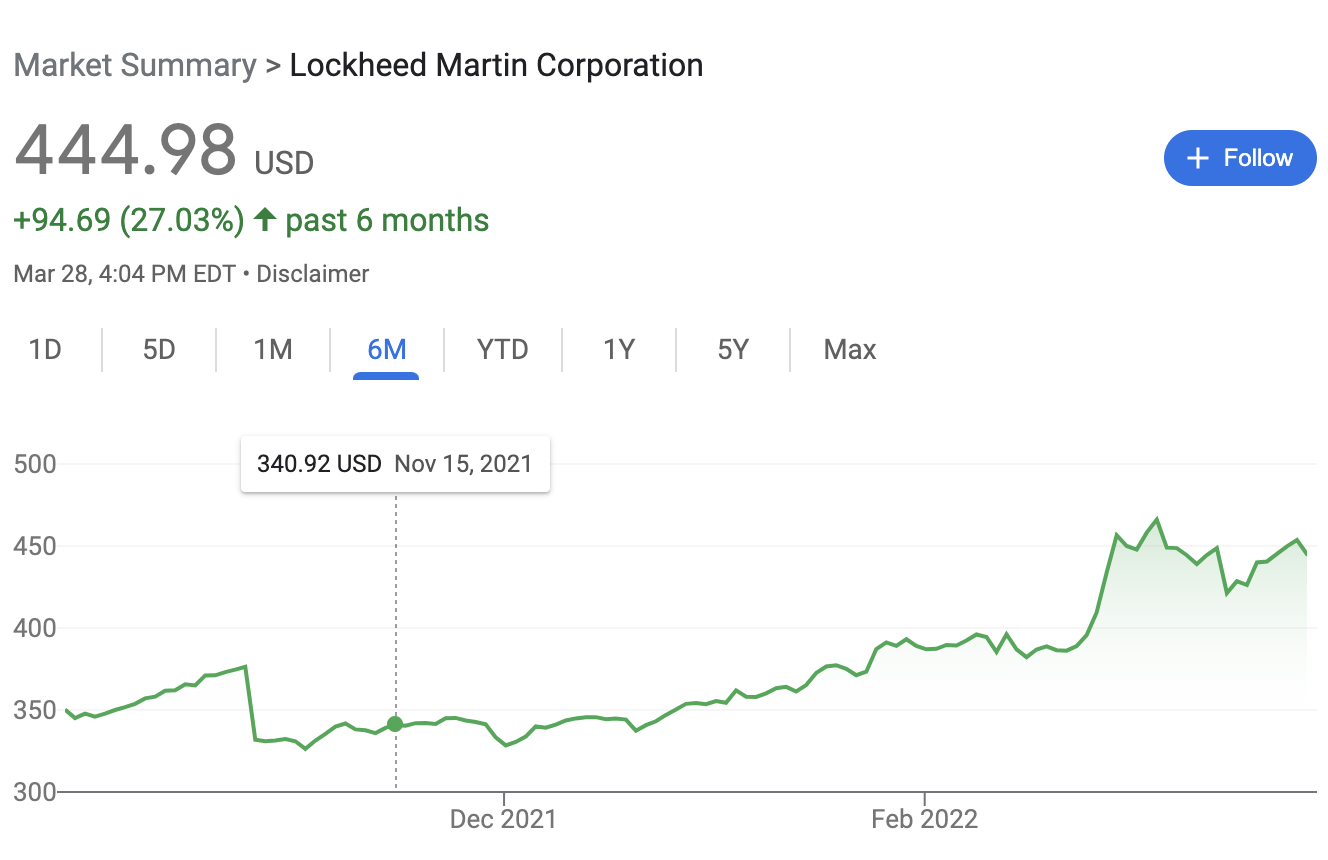 Market Summary > Lockheed Martin Corporation
444.98 USD
+ Follow
+94.69 (27.03%) ↑ past 6 months
Mar 28, 4:04 PM EDT • Disclaimer
1D 5D 1M 6M YTD 1Y 5Y Max
340.92 USD Nov 15, 2021
500
450
400
350
300
Dec 2021 Feb 2022